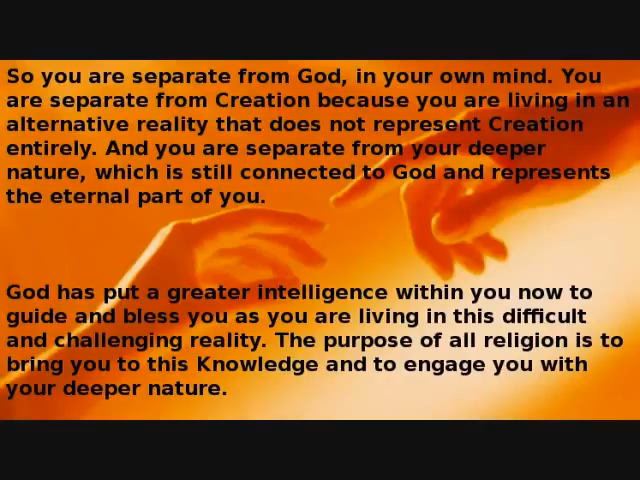 So you are separate from God, in your own mind. You
are separate from Creation because you are living in an
alternative reality that does not represent Creation
entirely. And you are separate from your deeper
nature, which is still connected to God and represents
the eternal part of you.
God has put a greater intelligence within you now to
guide and bless you as you are living in this difficult
and challenging reality. The purpose of all religion is to
bring you to this Knowledge and to engage you with
your deeper nature.